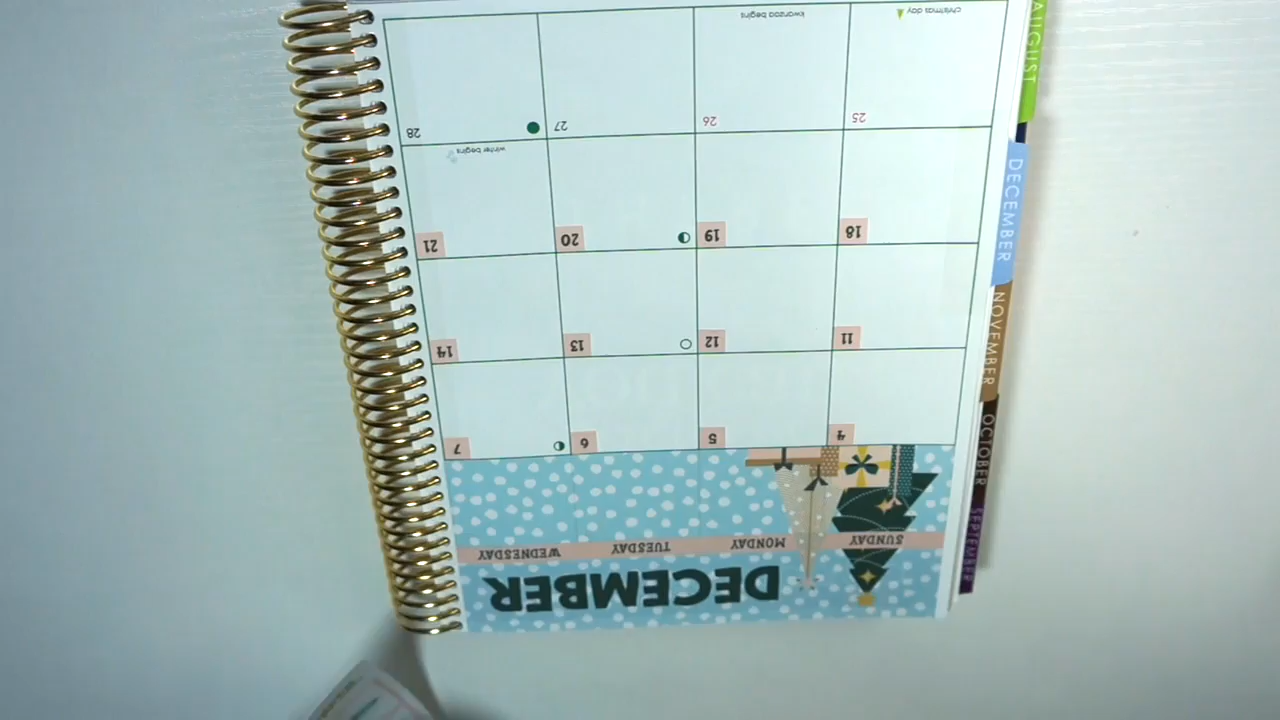 DECEMBER
SUNDAY MONDAY TUESDAY WEDNESDAY
4 5 6 7
11 12 13 14
18 19 20 21
winter begins
25 26 27 28
christmas day
kwanzaa begins
AUGUST
DECEMBER
NOVEMBER
OCTOBER
SEPTEMBER